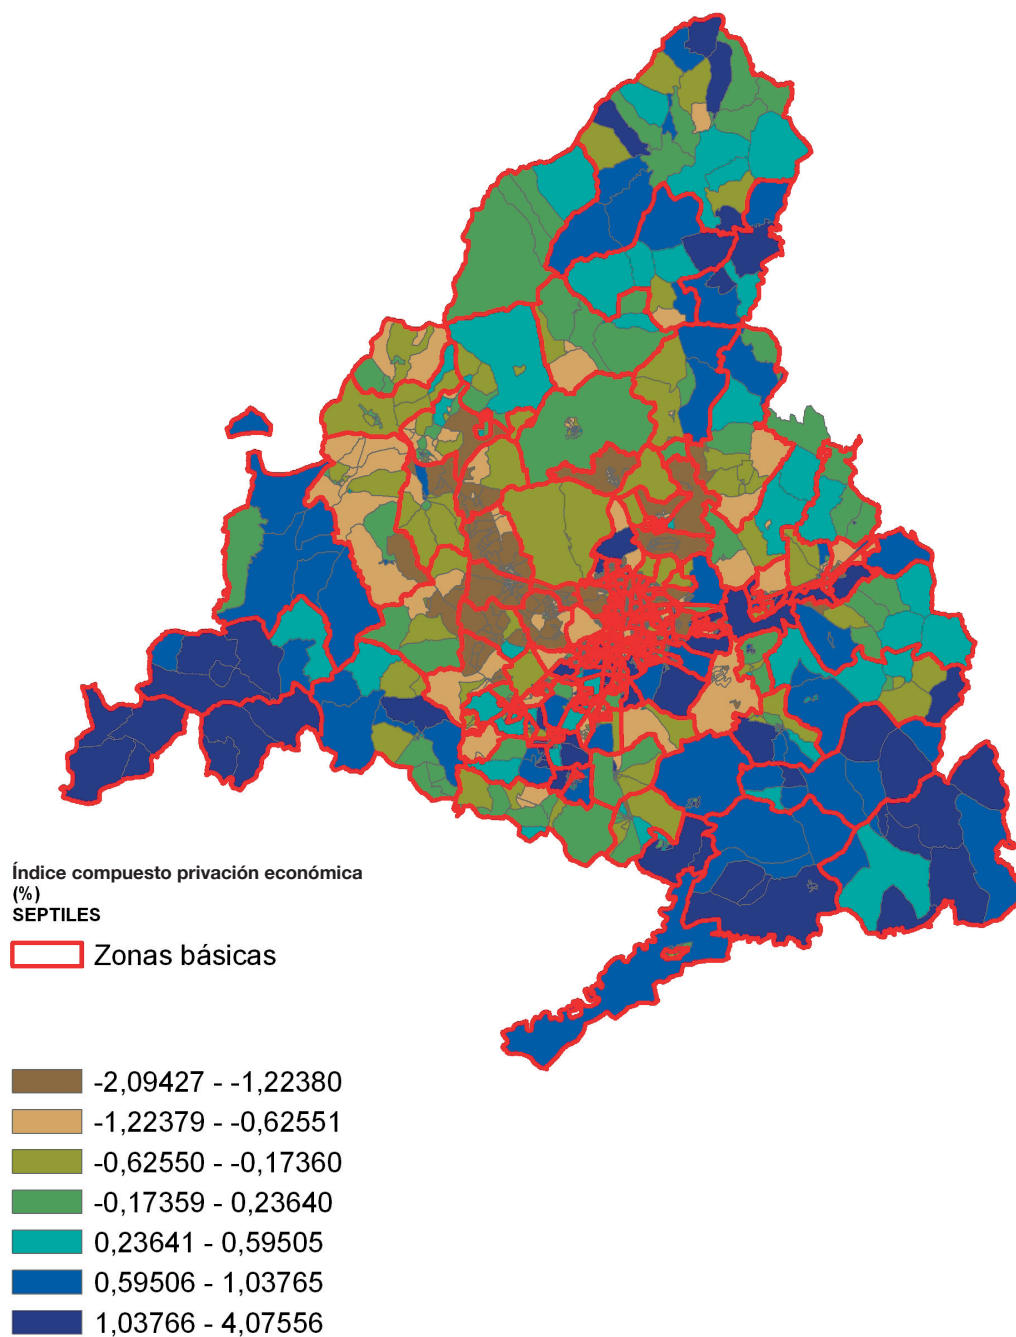 Índice compuesto privación económica
(%)
SEPTILES
Zonas básicas
-2,09427 - -1,22380
-1,22379 - -0,62551
-0,62550 - -0,17360
-0,17359 - 0,23640
0,23641 - 0,59505
0,59506 - 1,03765
1,03766 - 4,07556